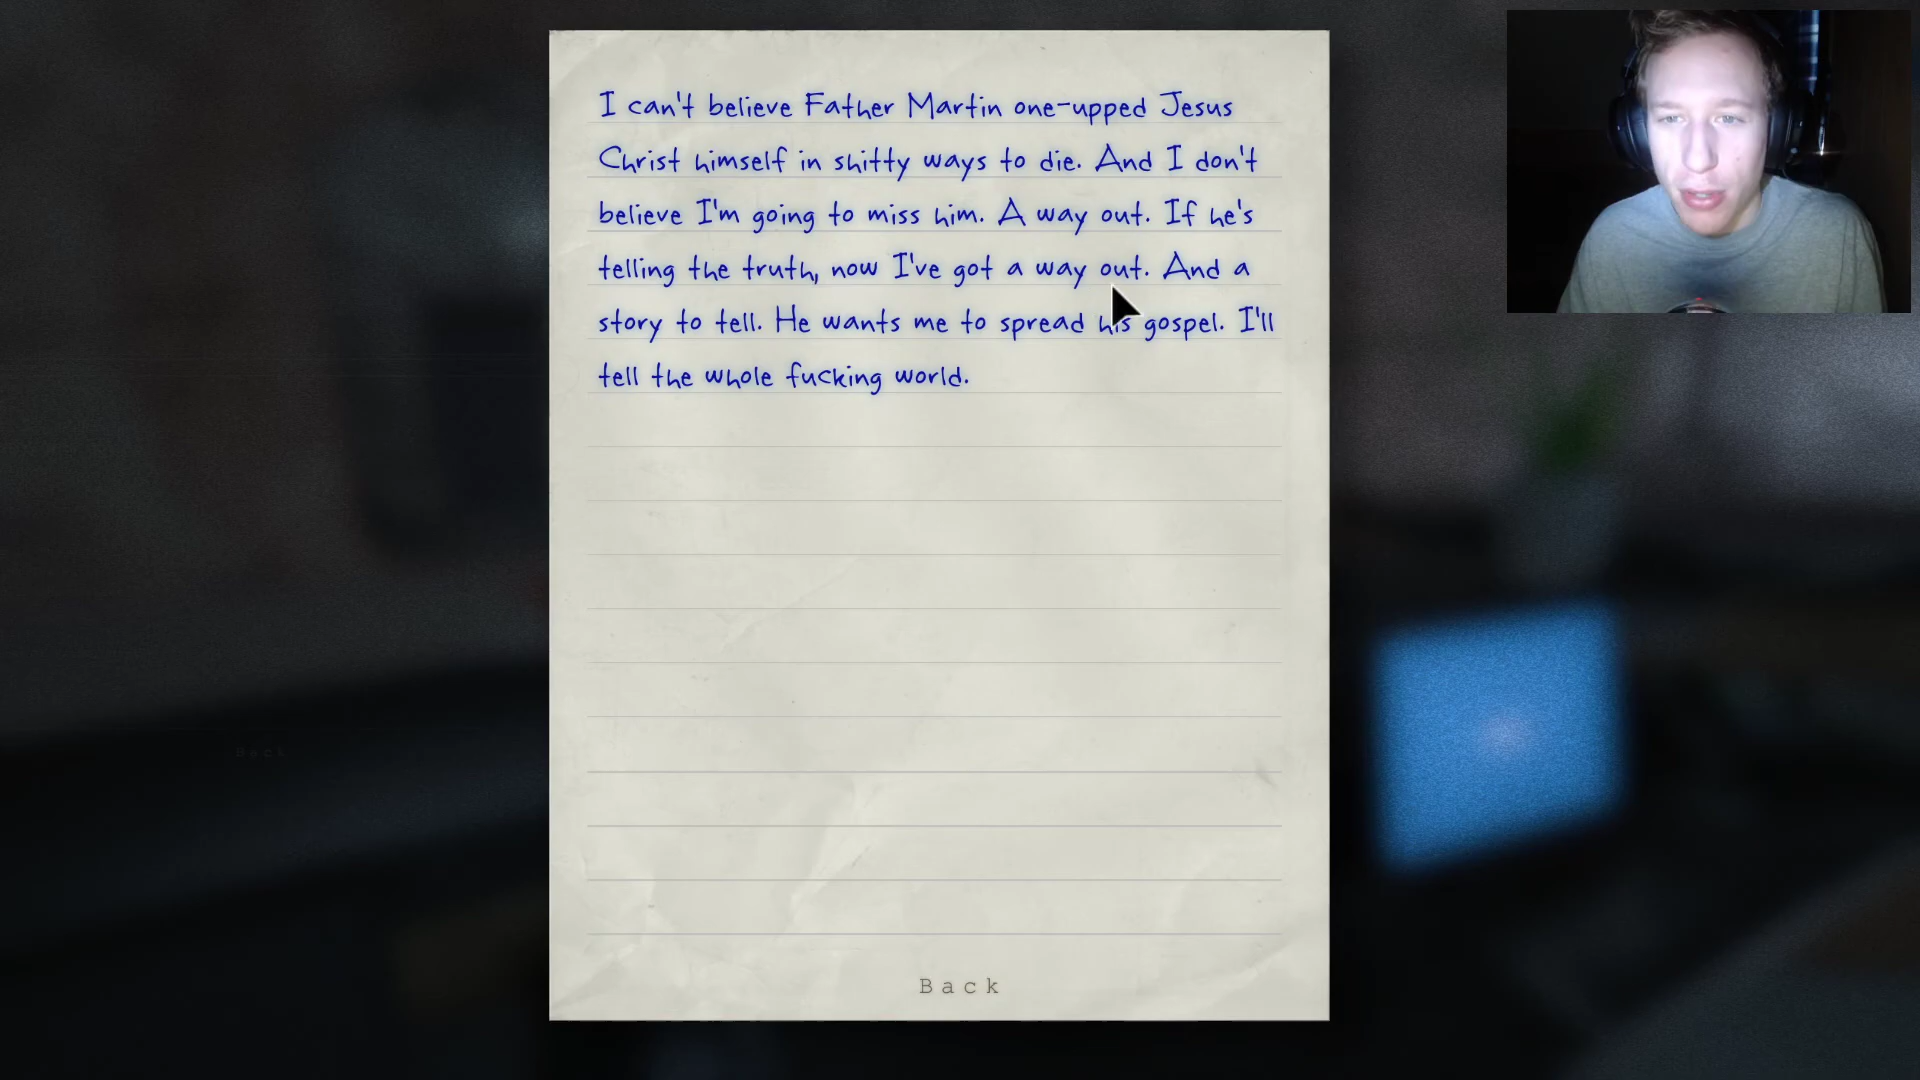 I can't believe Father Martin one-upped Jesus
Christ himself in shitty ways to die. And I don't
believe I'm going to miss him. A way out. If he's
telling the truth, now I've got a way out. And a
story to tell. He wants me to spread his gospel. I'll
tell the whole fucking world.
Back
Back